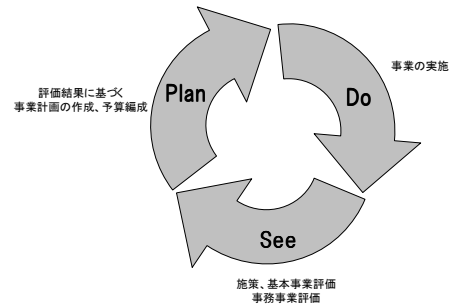 Plan
評価結果に基づく
事業計画の作成、予算編成
Do
事業の実施
See
施策、基本事業評価
事務事業評価